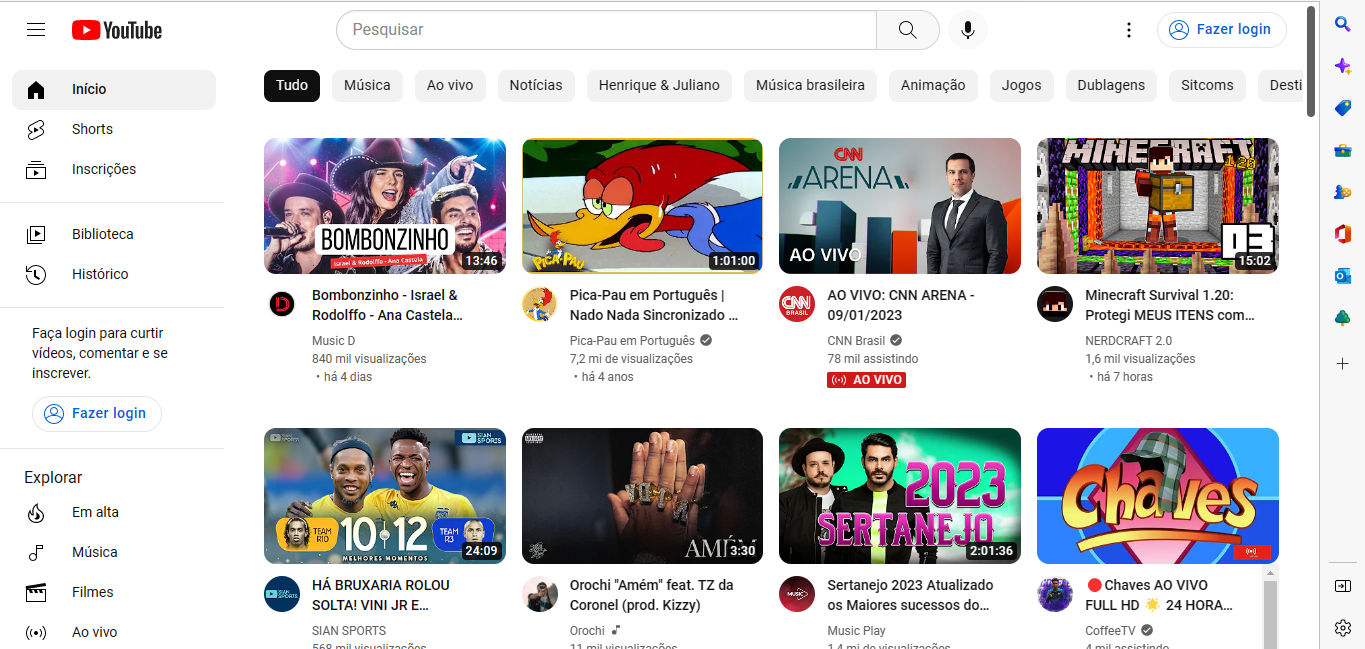 YouTube
Pesquisar
Fazer login
Início
Shorts
Inscrições
Biblioteca
Histórico
Faça login para curtir
vídeos, comentar e se
inscrever.
Fazer login
Explorar
Em alta
Música
Filmes
Ao vivo
Tudo
Música
Ao vivo
Notícias
Henrique & Juliano
Música brasileira
Animação
Jogos
Dublagens
Sitcoms
Desti
BOMBONZINHO
Israel & Rodolffo - Ana Castela
13:46
Bombonzinho - Israel &
Rodolffo - Ana Castela…
Music D
840 mil visualizações
• há 4 dias
PICA-PAU
1:01:00
Pica-Pau em Português |
Nado Nada Sincronizado …
Pica-Pau em Português
7,2 mi de visualizações
• há 4 anos
CNN
ARENA
AO VIVO
CNN
BRASIL
AO VIVO: CNN ARENA -
09/01/2023
CNN Brasil
78 mil assistindo
AO VIVO
MINECRAFT
1.20
03
15:02
Minecraft Survival 1.20:
Protegi MEUS ITENS com…
NERDCRAFT 2.0
1,6 mil visualizações
• há 7 horas
SIAN
SPORTS
SIAN
SPORTS
TEAM
R10
10 12
TEAM
R3
MELHORES MOMENTOS
24:09
SIAN
SPORTS
HÁ BRUXARIA ROLOU
SOLTA! VINI JR E…
SIAN SPORTS
568 mil visualizações
AMÉM
3:30
Orochi "Amém" feat. TZ da
Coronel (prod. Kizzy)
Orochi
11 mil visualizações
2023
SERTANEJO
2:01:36
MUSIC
Sertanejo 2023 Atualizado
os Maiores sucessos do…
Music Play
1,4 mi de visualizações
Chaves
Chaves AO VIVO
FULL HD 24 HORA…
CoffeeTV
4 mil assistindo